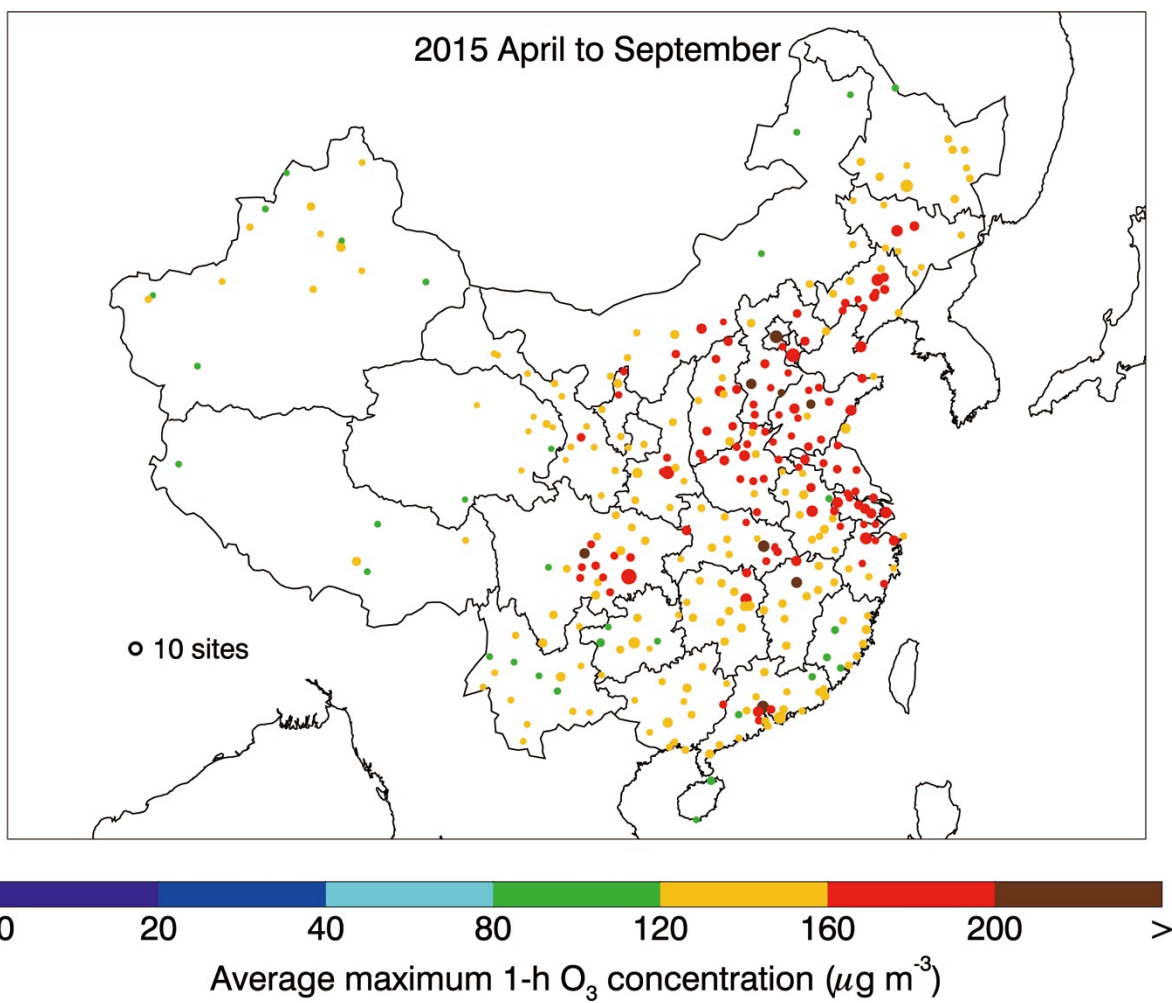 2015 April to September
10 sites
0 20 40 80 120 160 200 >
Average maximum 1-h O₃ concentration (μg m⁻³)